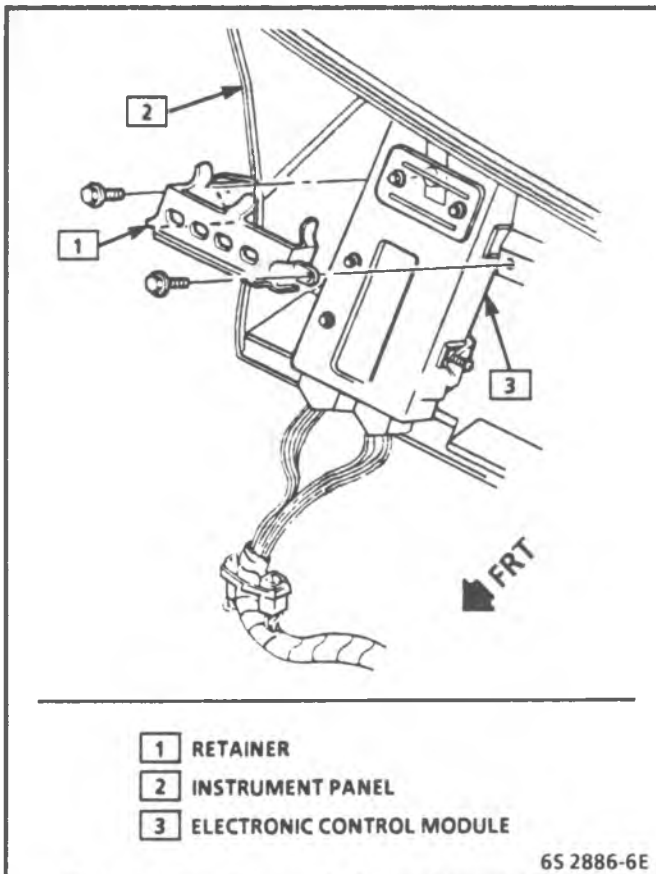 2
1
3
FRT
1 RETAINER
2 INSTRUMENT PANEL
3 ELECTRONIC CONTROL MODULE
6S 2886-6E